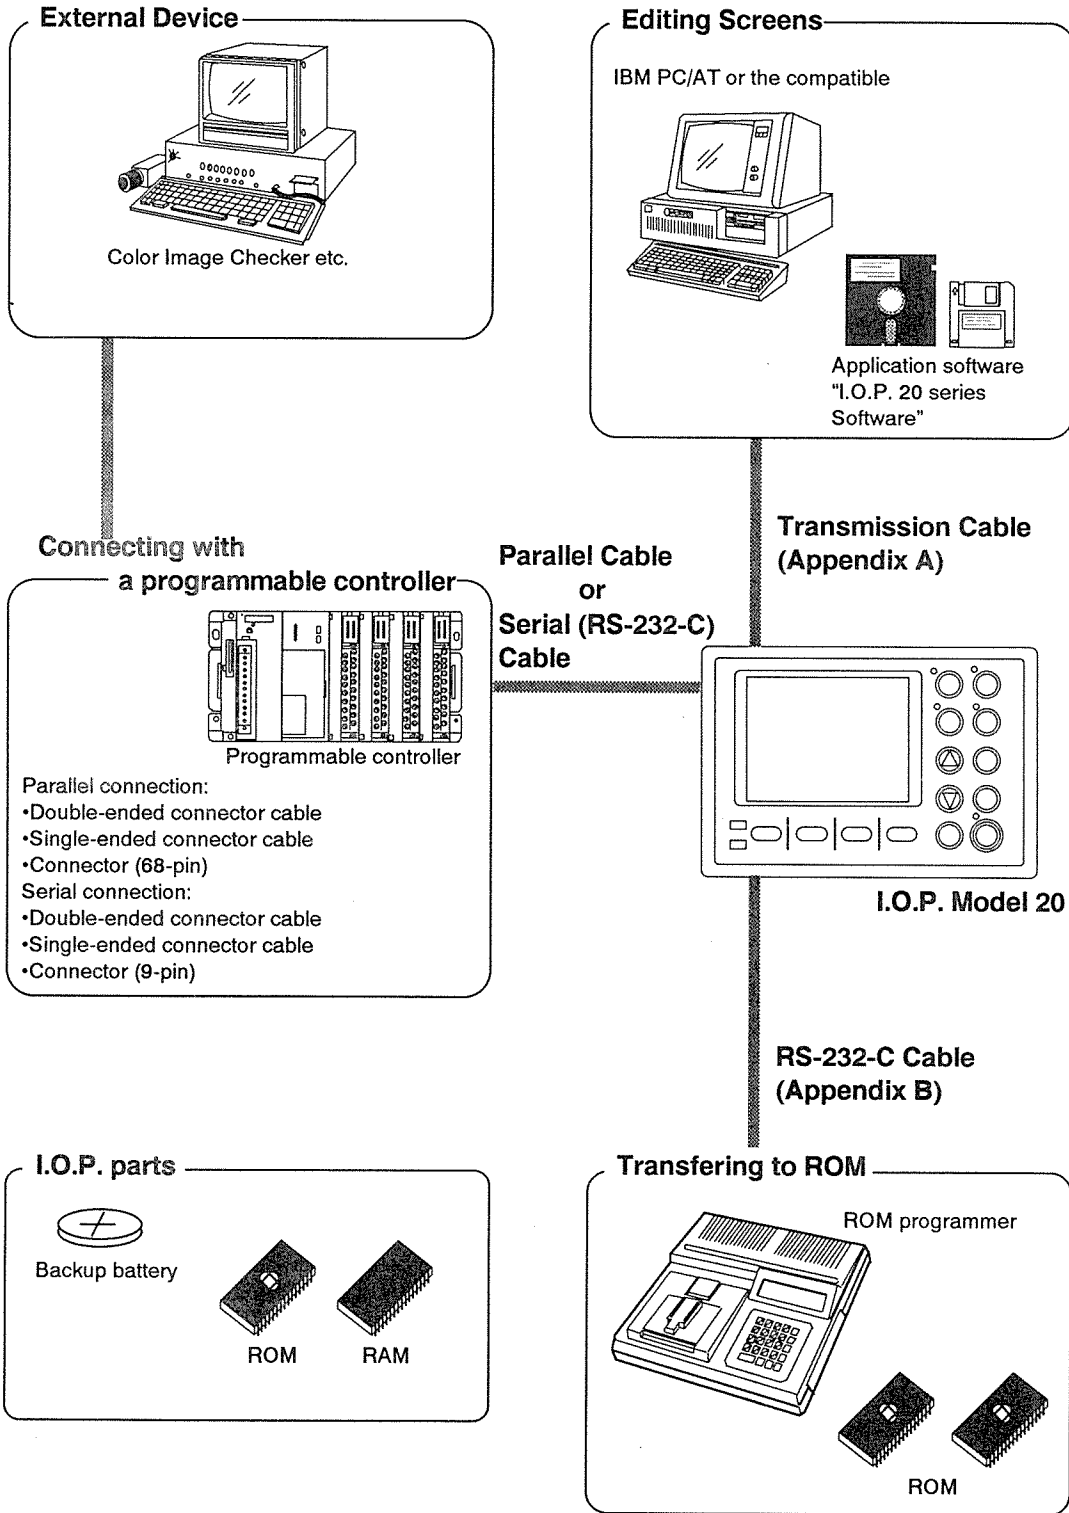 External Device
Color Image Checker etc.
Editing Screens
IBM PC/AT or the compatible
Application software
"I.O.P. 20 series
Software"
Connecting with
a programmable controller
Programmable controller
Parallel connection:
•Double-ended connector cable
•Single-ended connector cable
•Connector (68-pin)
Serial connection:
•Double-ended connector cable
•Single-ended connector cable
•Connector (9-pin)
Parallel Cable
or
Serial (RS-232-C)
Cable
Transmission Cable
(Appendix A)
I.O.P. Model 20
RS-232-C Cable
(Appendix B)
I.O.P. parts
Backup battery
ROM
RAM
Transfering to ROM
ROM programmer
ROM